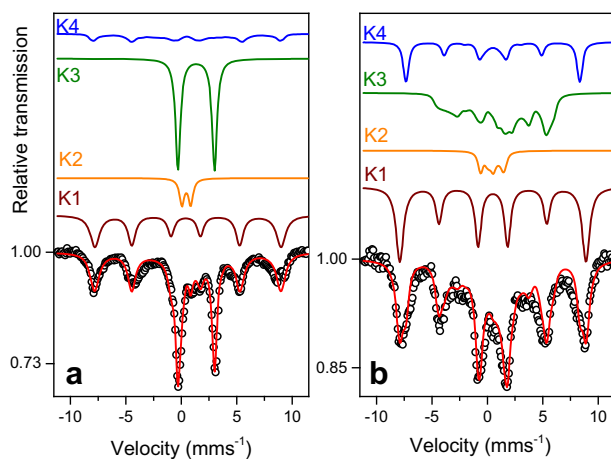 Relative transmission
K4
K3
K2
K1
1.00
0.73
a
-10 -5 0 5 10
Velocity (mms⁻¹)
K4
K3
K2
K1
1.00
0.85
b
-10 -5 0 5 10
Velocity (mms⁻¹)